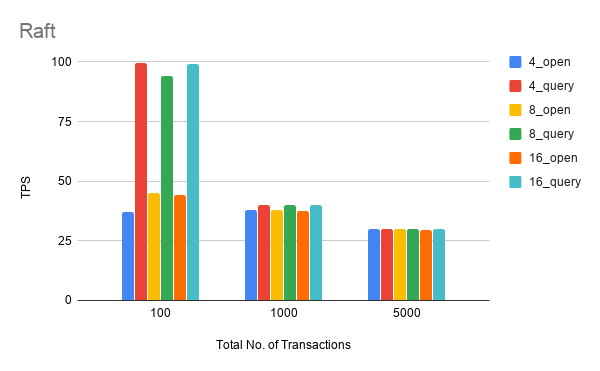 Raft
100
75
50
25
0
TPS
100
1000
5000
Total No. of Transactions
4_open
4_query
8_open
8_query
16_open
16_query